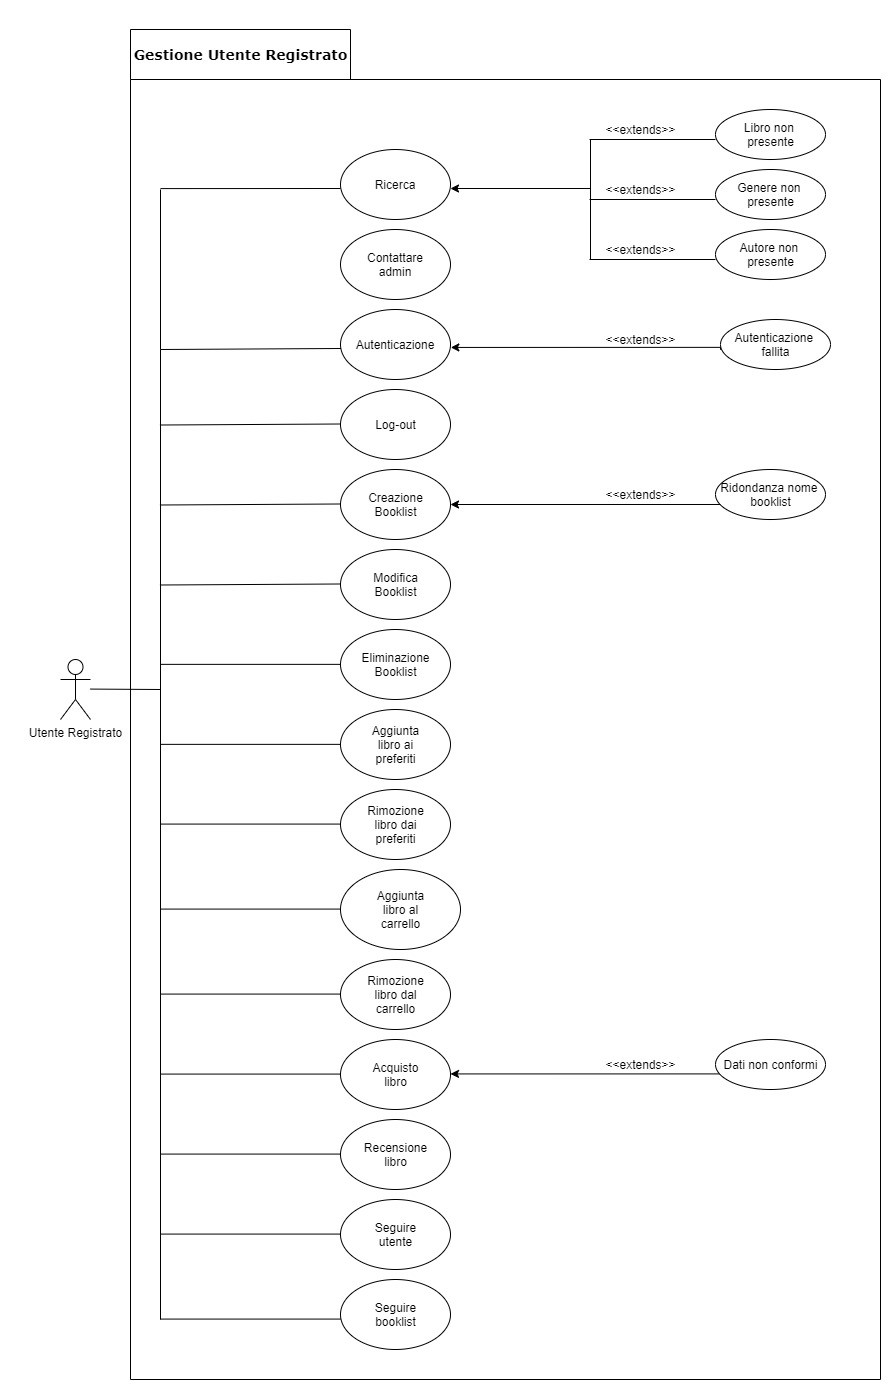 Gestione Utente Registrato
<<extends>>
Libro non
presente
Ricerca
<<extends>>
Genere non
presente
<<extends>>
Autore non
presente
Contattare
admin
Autenticazione
<<extends>>
Autenticazione
fallita
Log-out
Creazione
Booklist
<<extends>>
Ridondanza nome
booklist
Modifica
Booklist
Eliminazione
Booklist
Utente Registrato
Aggiunta
libro ai
preferiti
Rimozione
libro dai
preferiti
Aggiunta
libro al
carrello
Rimozione
libro dal
carrello
Acquisto
libro
<<extends>>
Dati non conformi
Recensione
libro
Seguire
utente
Seguire
booklist